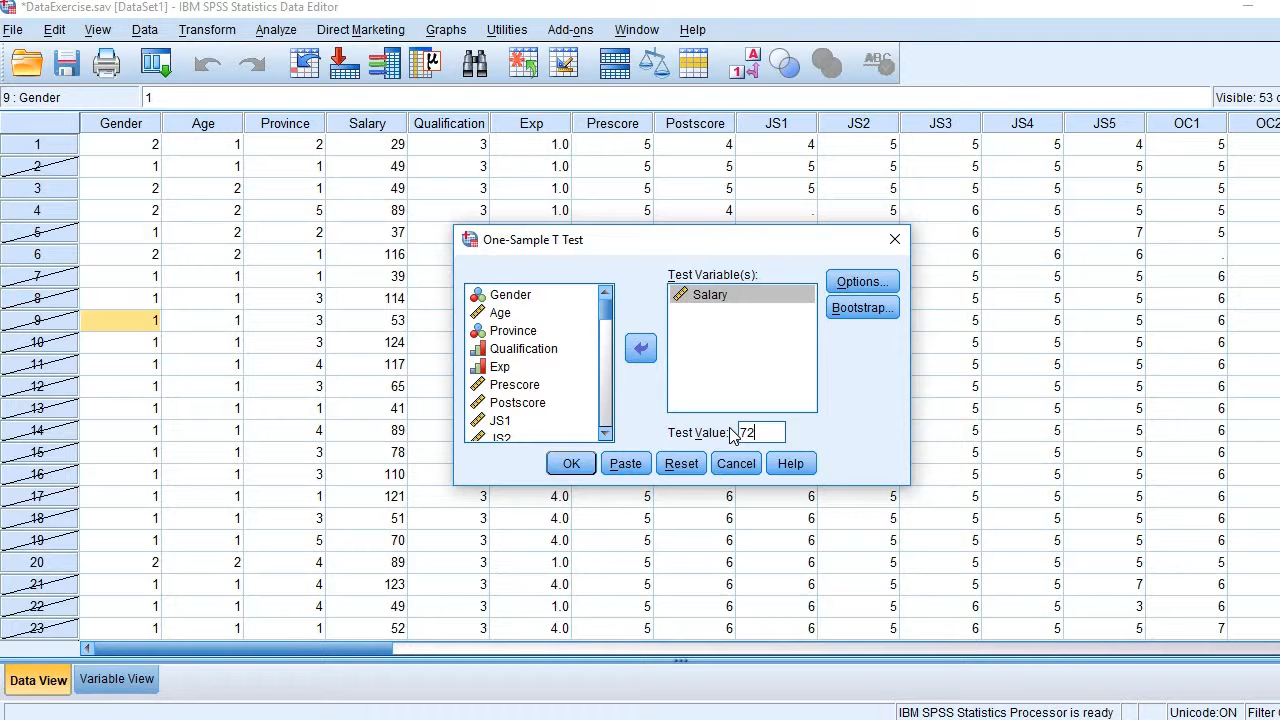 *DataExercise.sav [DataSet1] - IBM SPSS Statistics Data Editor
File Edit View Data Transform Analyze Direct Marketing Graphs Utilities Add-ons Window Help
A
1 ABC
9 : Gender 1 Visible: 53 o
Gender Age Province Salary Qualification Exp Prescore Postscore JS1 JS2 JS3 JS4 JS5 OC1 OC2
1 2 1 2 29 3 1.0 5 4 4 5 5 5 4 5
2 1 1 1 49 3 1.0 5 5 5 5 5 5 5 5
3 2 2 1 49 3 1.0 5 5 5 5 5 5 5 5
4 2 2 5 89 3 1.0 5 4 . 5 6 5 5 5
5 2 2 1 37 6 5 7 5
6 2 2 1 116 6 6 6 .
7 1 1 1 39 5 5 5 6
8 1 1 3 114 5 5 5 6
9 1 1 3 53 5 5 5 6
10 1 1 3 124 5 5 5 6
11 1 1 3 117 5 5 5 6
12 1 1 3 65 5 5 5 6
13 1 1 1 41 5 5 5 6
14 1 1 4 89 5 5 5 6
15 1 1 3 78 5 5 5 6
16 1 1 3 110 5 5 5 6
17 1 1 3 121 3 4.0 5 6 6 5 5 5 5 6
18 1 1 3 51 3 4.0 5 6 6 5 5 5 5 6
19 1 1 5 70 3 4.0 5 6 6 5 5 5 5 6
20 2 2 4 89 3 1.0 5 6 6 5 5 5 5 6
21 1 1 4 123 3 4.0 5 6 6 5 5 5 7 6
22 1 1 4 49 3 1.0 5 6 6 5 6 5 3 6
23 1 1 1 52 3 4.0 5 6 6 5 5 5 5 7
One-Sample T Test
Test Variable(s):
Gender
Age
Province
Qualification
Exp
Prescore
Postscore
JS1
JS2
Salary
Options...
Bootstrap...
Test Value: 72
OK Paste Reset Cancel Help
Data View Variable View
IBM SPSS Statistics Processor is ready Unicode:ON Filter